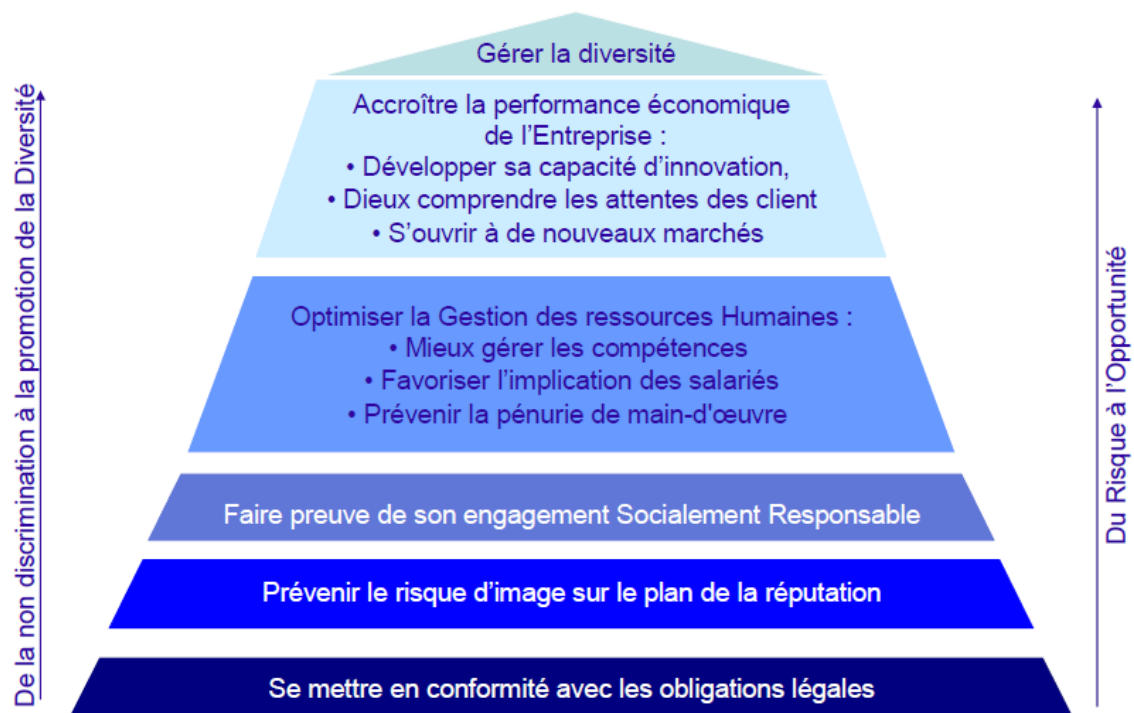 Gérer la diversité
De la non discrimination à la promotion de la Diversité
Accroître la performance économique
de l'Entreprise :
• Développer sa capacité d'innovation,
• Dieux comprendre les attentes des client
• S'ouvrir à de nouveaux marchés
Optimiser la Gestion des ressources Humaines :
• Mieux gérer les compétences
• Favoriser l'implication des salariés
• Prévenir la pénurie de main-d'œuvre
Faire preuve de son engagement Socialement Responsable
Prévenir le risque d'image sur le plan de la réputation
Se mettre en conformité avec les obligations légales
Du Risque à l'Opportunité